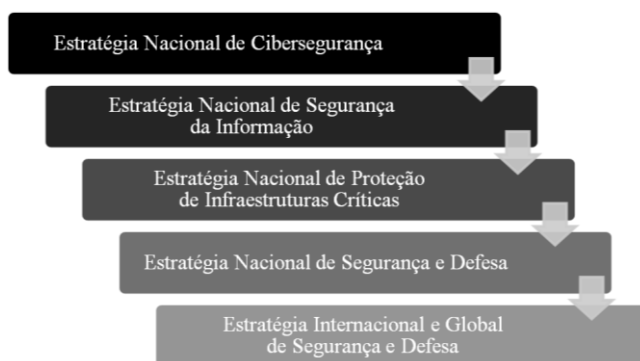 Estratégia Nacional de Cibersegurança
Estratégia Nacional de Segurança
da Informação
Estratégia Nacional de Proteção
de Infraestruturas Críticas
Estratégia Nacional de Segurança e Defesa
Estratégia Internacional e Global
de Segurança e Defesa